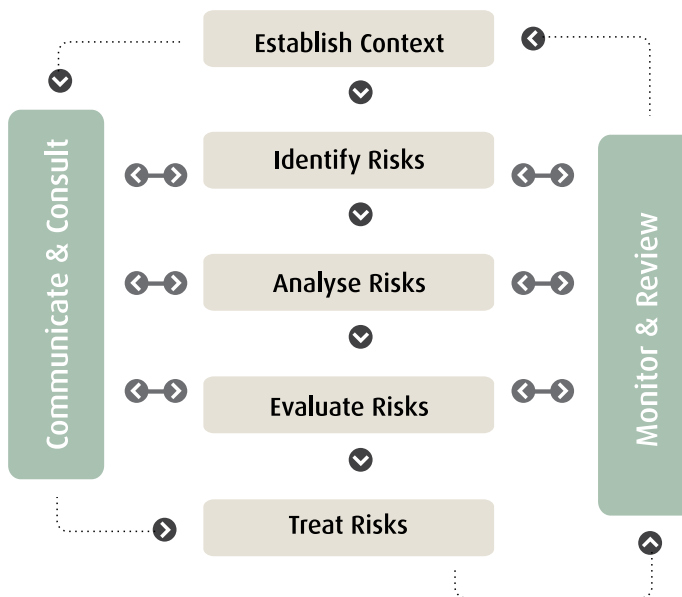 Establish Context
Communicate & Consult
Identify Risks
Analyse Risks
Monitor & Review
Evaluate Risks
Treat Risks